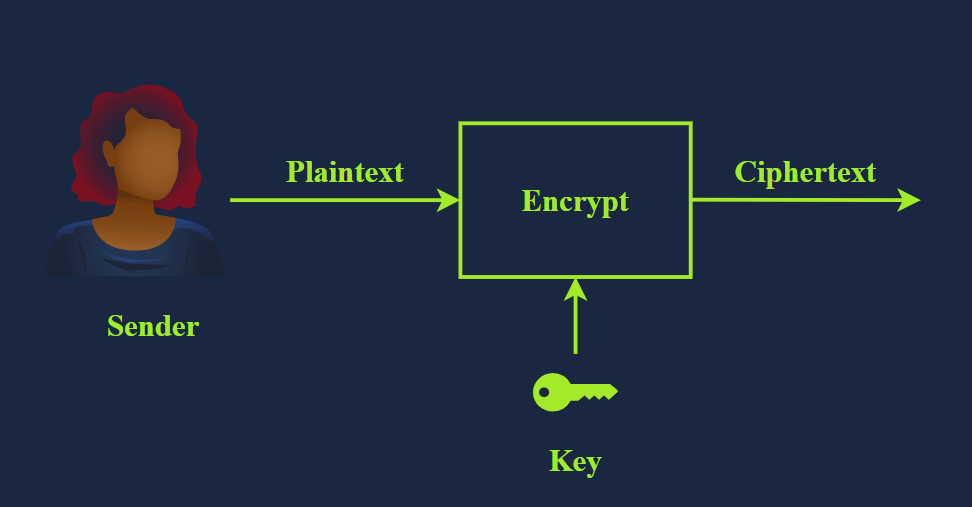 Plaintext
Encrypt
Ciphertext
Sender
Key